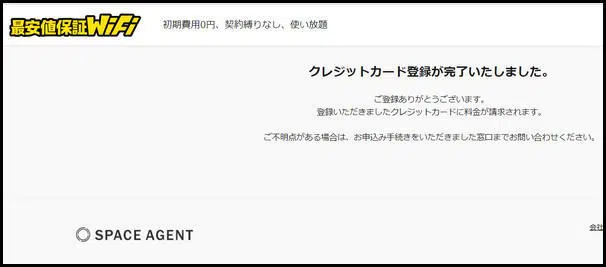 最安値保証WiFi
初期費用0円、契約縛りなし、使い放題
クレジットカード登録が完了いたしました。
ご登録ありがとうございます。
登録いただきましたクレジットカードに料金が請求されます。
ご不明点がある場合は、お申込み手続きをいただきました窓口までお問い合わせください。
SPACE AGENT
会社